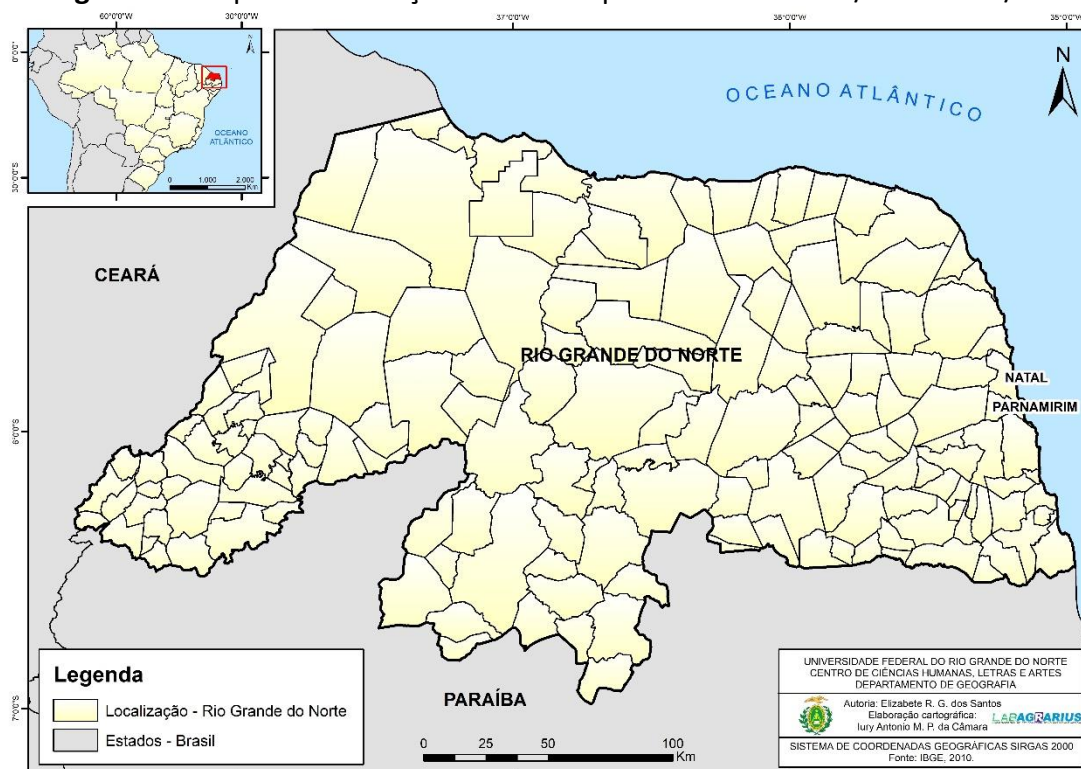 60°0'0"W
30°0'0"W
37°0'0"W
36°0'0"W
35°0'0"W
0°0'0"
30°0'0"S
N
OCEANO
ATLÂNTICO
0
1.000
2.000
Km
OCEANO ATLÂNTICO
N
CEARÁ
RIO GRANDE DO NORTE
NATAL
PARNAMIRIM
6°0'0"S
7°0'0"S
PARAÍBA
Legenda
Localização - Rio Grande do Norte
Estados - Brasil
0 25 50 100
Km
UNIVERSIDADE FEDERAL DO RIO GRANDE DO NORTE
CENTRO DE CIÊNCIAS HUMANAS, LETRAS E ARTES
DEPARTAMENTO DE GEOGRAFIA
Autoria: Elizabete R. G. dos Santos
Elaboração cartográfica:
Iury Antonio M. P. da Câmara
LABAGRARIUS
SISTEMA DE COORDENADAS GEOGRÁFICAS SIRGAS 2000
Fonte: IBGE, 2010.